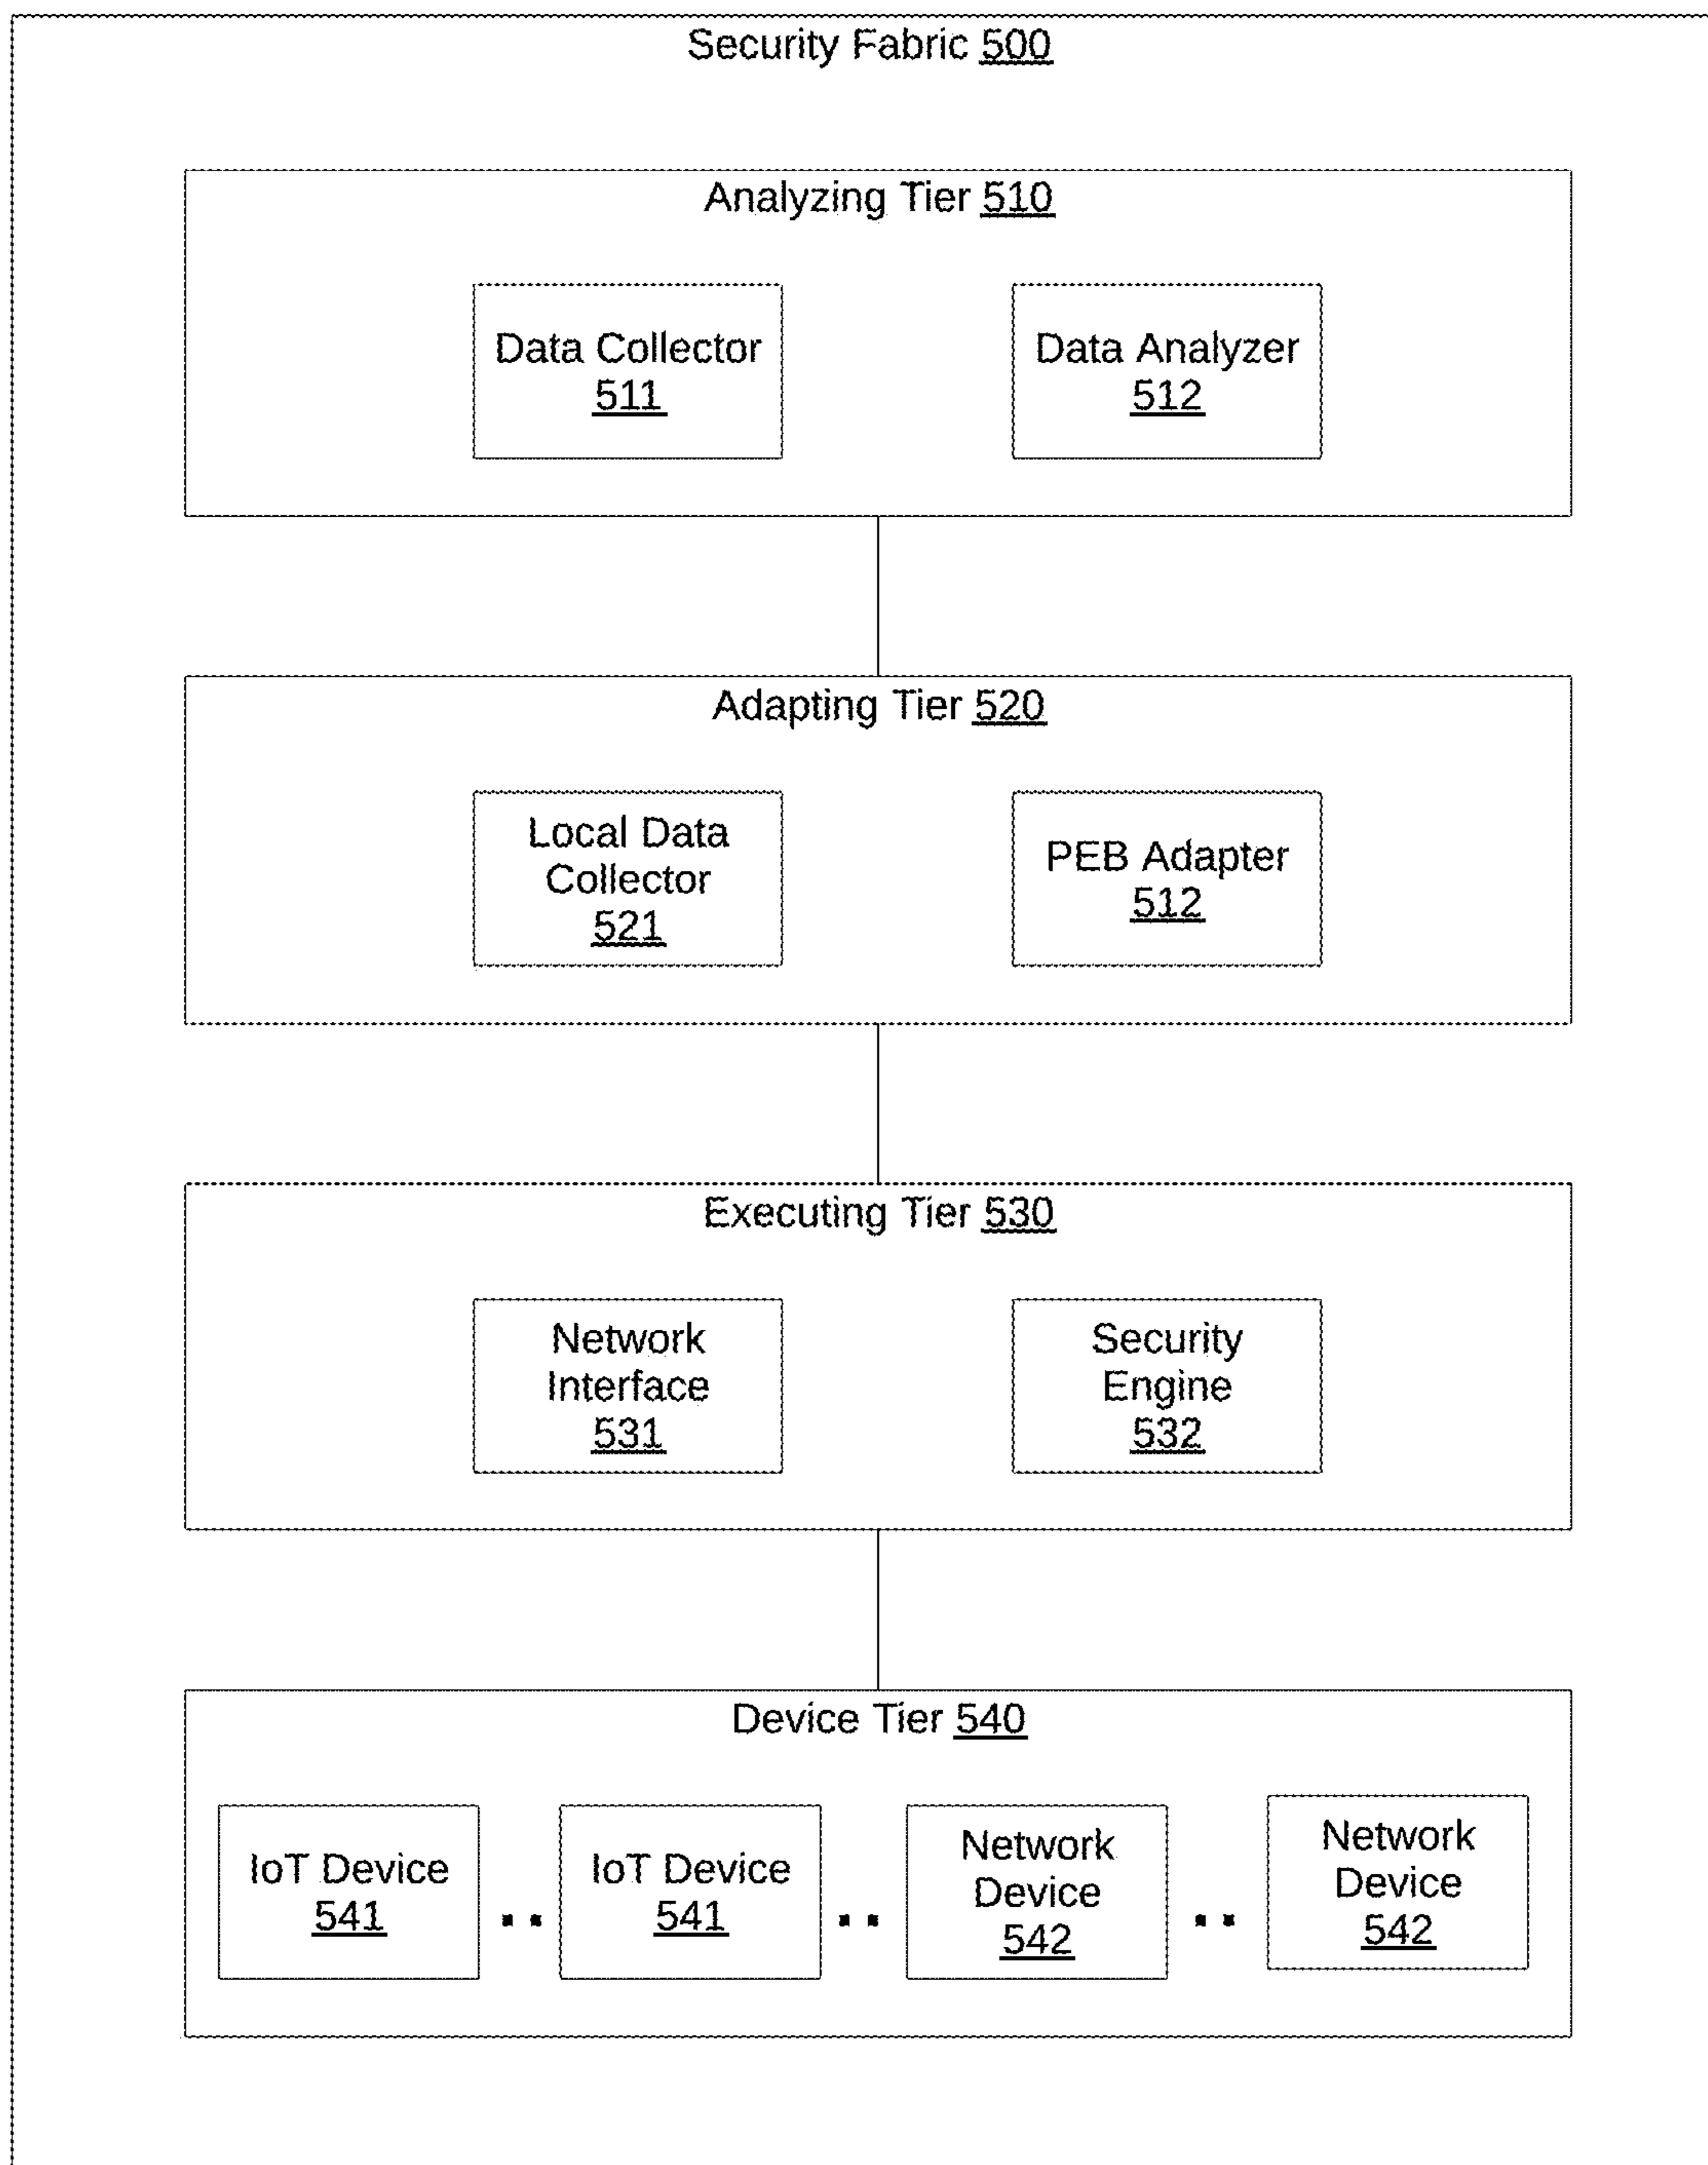 Security Fabric 500
Analyzing Tier 510
Data Collector
511
Data Analyzer
512
Adapting Tier 520
Local Data
Collector
521
PEB Adapter
512
Executing Tier 530
Network
Interface
531
Security
Engine
532
Device Tier 540
IoT Device
541
IoT Device
541
Network
Device
542
Network
Device
542